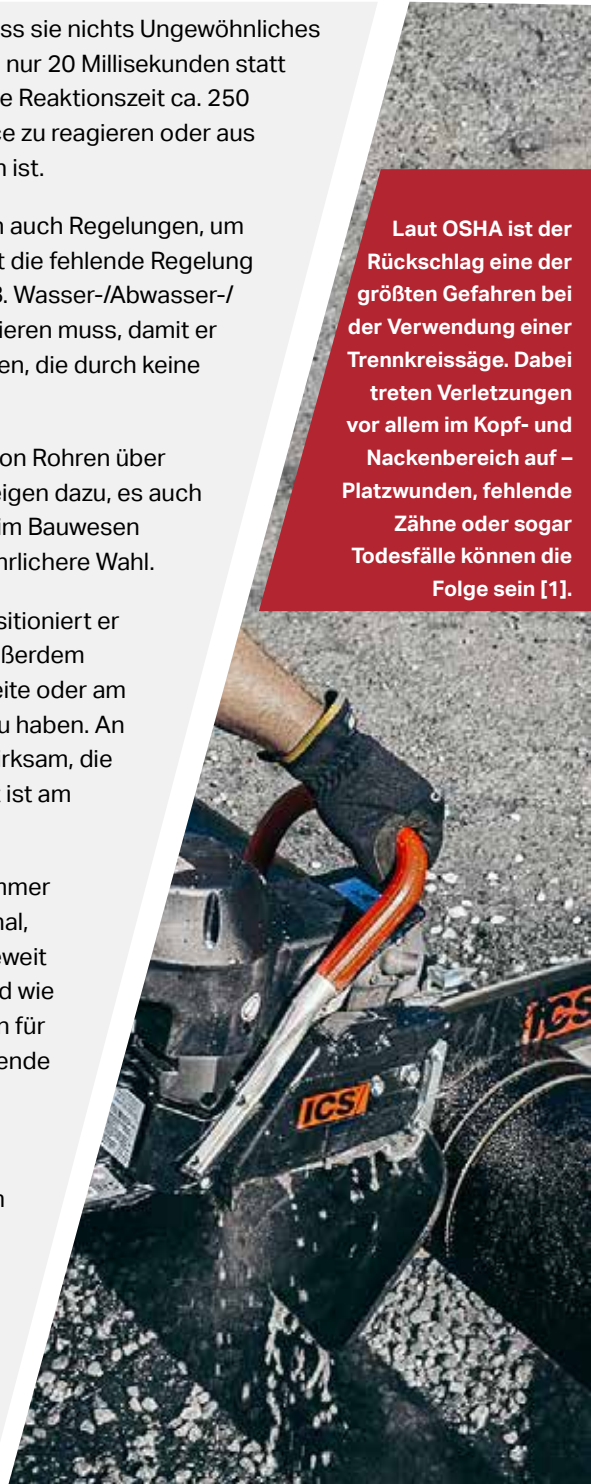 ss sie nichts Ungewöhnliches
nur 20 Millisekunden statt
e Reaktionszeit ca. 250
ce zu reagieren oder aus
n ist.
n auch Regelungen, um
t die fehlende Regelung
3. Wasser-/Abwasser-/
ieren muss, damit er
en, die durch keine
on Rohren über
eigen dazu, es auch
im Bauwesen
hrlichere Wahl.
sitioniert er
ßerdem
eite oder am
u haben. An
irksam, die
t ist am
mmer
nal,
eweit
d wie
n für
ende
n
Laut OSHA ist der
Rückschlag eine der
größten Gefahren bei
der Verwendung einer
Trennkreissäge. Dabei
treten Verletzungen
vor allem im Kopf- und
Nackenbereich auf –
Platzwunden, fehlende
Zähne oder sogar
Todesfälle können die
Folge sein [1].
ICS
ICS